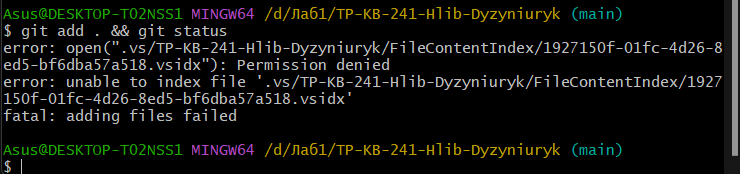 Asus@DESKTOP-TO2NSS1 MINGW64 /d/Лаб1/TP-KB-241-Hlib-Dyzyniuryk (main)
$ git add . && git status
error: open(".vs/TP-KB-241-Hlib-Dyzyniuryk/FileContentIndex/1927150f-01fc-4d26-8
ed5-bf6dba57a518.vsidx"): Permission denied
error: unable to index file '.vs/TP-KB-241-Hlib-Dyzyniuryk/FileContentIndex/1927
150f-01fc-4d26-8ed5-bf6dba57a518.vsidx'
fatal: adding files failed
Asus@DESKTOP-TO2NSS1 MINGW64 /d/Лаб1/TP-KB-241-Hlib-Dyzyniuryk (main)
$